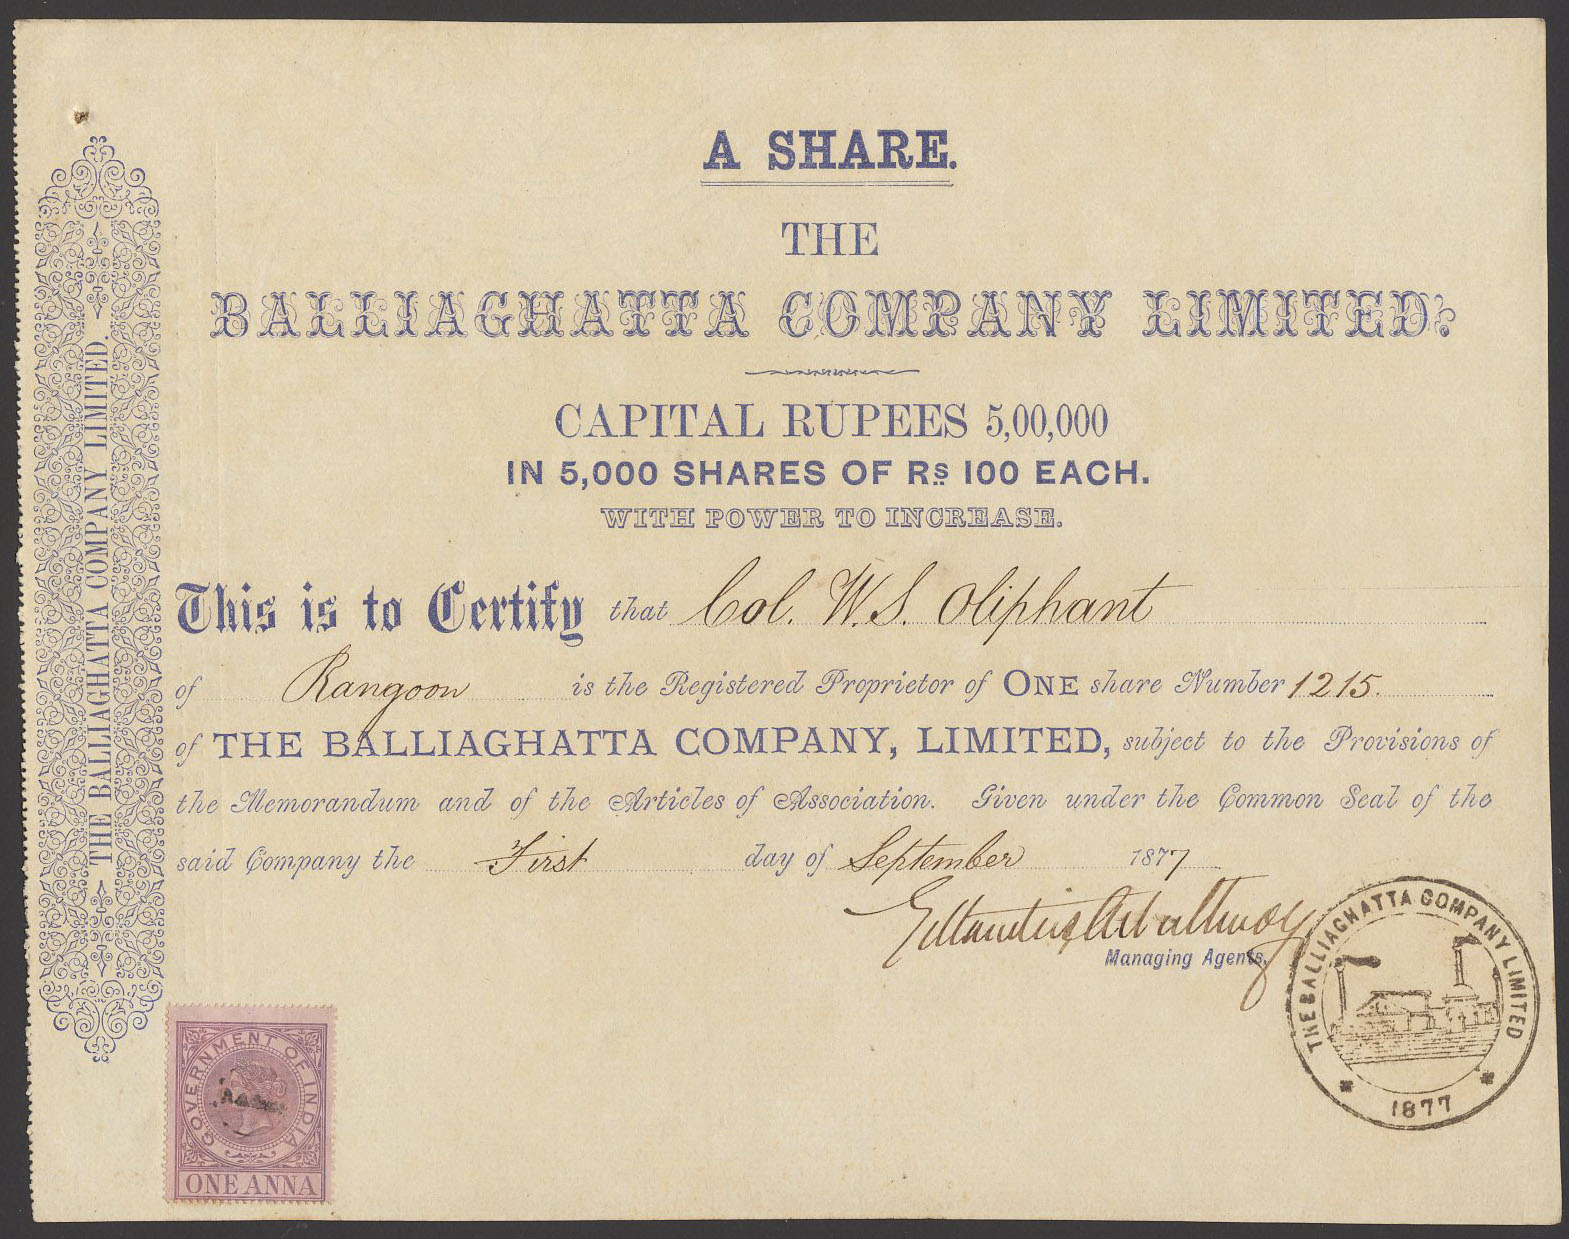 A SHARE.
THE
BALLIAGHATTA COMPANY LIMITED.
CAPITAL RUPEES 5,00,000
IN 5,000 SHARES OF Rs 100 EACH.
WITH POWER TO INCREASE.
This is to Certify that Col. W. S. Oliphant
of Rangoon is the Registered Proprietor of ONE share Number 1215.
of THE BALLIAGHATTA COMPANY, LIMITED, subject to the Provisions of
the Memorandum and of the Articles of Association. Given under the Common Seal of the
said Company the First day of September 1877
Managing Agents.
THE BALLIAGHATTA COMPANY LIMITED
1877
THE BALLIAGHATTA COMPANY LIMITED.
GOVERNMENT OF INDIA
ONE ANNA